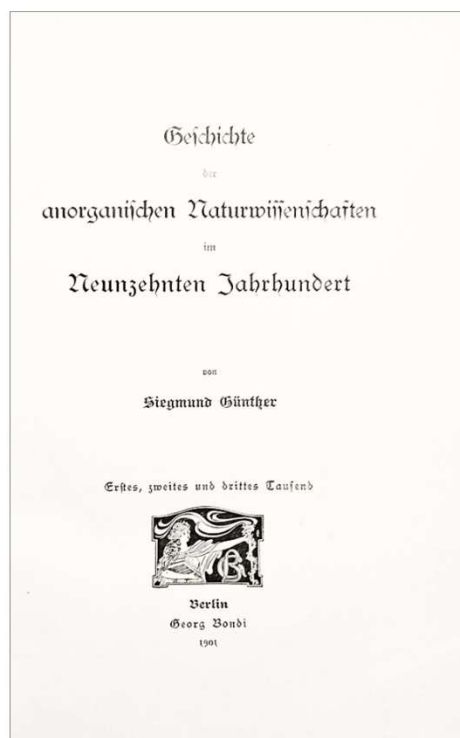 Geschichte
der
anorganischen Naturwissenschaften
im
Neunzehnten Jahrhundert
von
Siegmund Günther
Erstes, zweites und drittes Tausend
GB
Berlin
Georg Bondi
1901